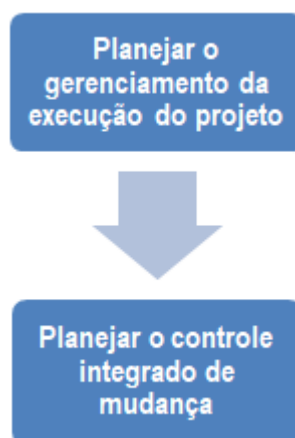 Planejar o
gerenciamento da
execução do projeto
Planejar o controle
integrado de
mudança